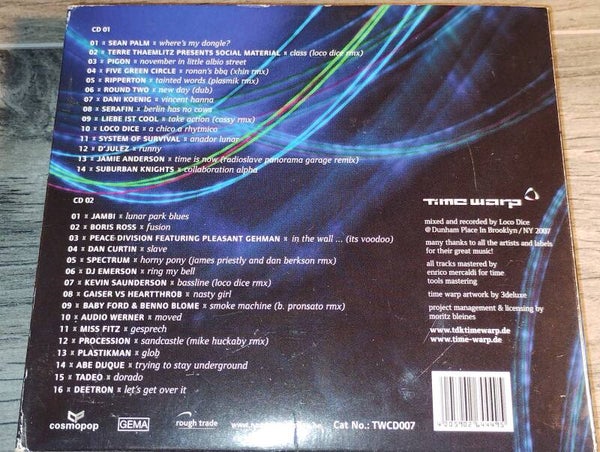 CD 01
01 x SEAN PALM x where's my dongle?
02 x TERRE THAEMLITZ PRESENTS SOCIAL MATERIAL x class (loco dice rmx)
03 x PIGON x november in little albio street
04 x FIVE GREEN CIRCLE x ronan's bbq (xhin rmx)
05 x RIPPERTON x tainted words (plasmik rmx)
06 x ROUND TWO x new day (dub)
07 x DANI KOENIG x vincent hanna
08 x SERAFIN x berlin has no cows
09 x LIEBE IST COOL x take action (cassy rmx)
10 x LOCO DICE x a chico a rhytmico
11 x SYSTEM OF SURVIVAL x anador lunar
12 x D'JULEZ x runny
13 x JAMIE ANDERSON x time is now (radioslave panorama garage remix)
14 x SUBURBAN KNIGHTS x collaboration alpha
CD 02
01 x JAMBI x lunar park blues
02 x BORIS ROSS x fusion
03 x PEACE DIVISION FEATURING PLEASANT GEHMAN x in the wall ... (its voodoo)
04 x DAN CURTIN x slave
05 x SPECTRUM x horny pony (james priestly and dan berkson rmx)
06 x DJ EMERSON x ring my bell
07 x KEVIN SAUNDERSON x bassline (loco dice rmx)
08 x GAISER VS HEARTTHROB x nasty girl
09 x BABY FORD & BENNO BLOME x smoke machine (b. pronsato rmx)
10 x AUDIO WERNER x moved
11 x MISS FITZ x gesprech
12 x PROCESSION x sandcastle (mike huckaby rmx)
13 x PLASTIKMAN x glob
14 x ABE DUQUE x trying to stay underground
15 x TADEO x dorado
16 x DEETRON x let's get over it
TIME WARP
mixed and recorded by Loco Dice
@ Dunham Place In Brooklyn / NY 2007
many thanks to all the artists and labels
for their great music!
all tracks mastered by
enrico mercaldi for time
tools mastering
time warp artwork by 3deluxe
project management & licensing by
moritz bleines
www.tdktimewarp.de
www.time-warp.de
cosmopop
GEMA
rough trade
Cat No.: TWCD007
4 005902 644495